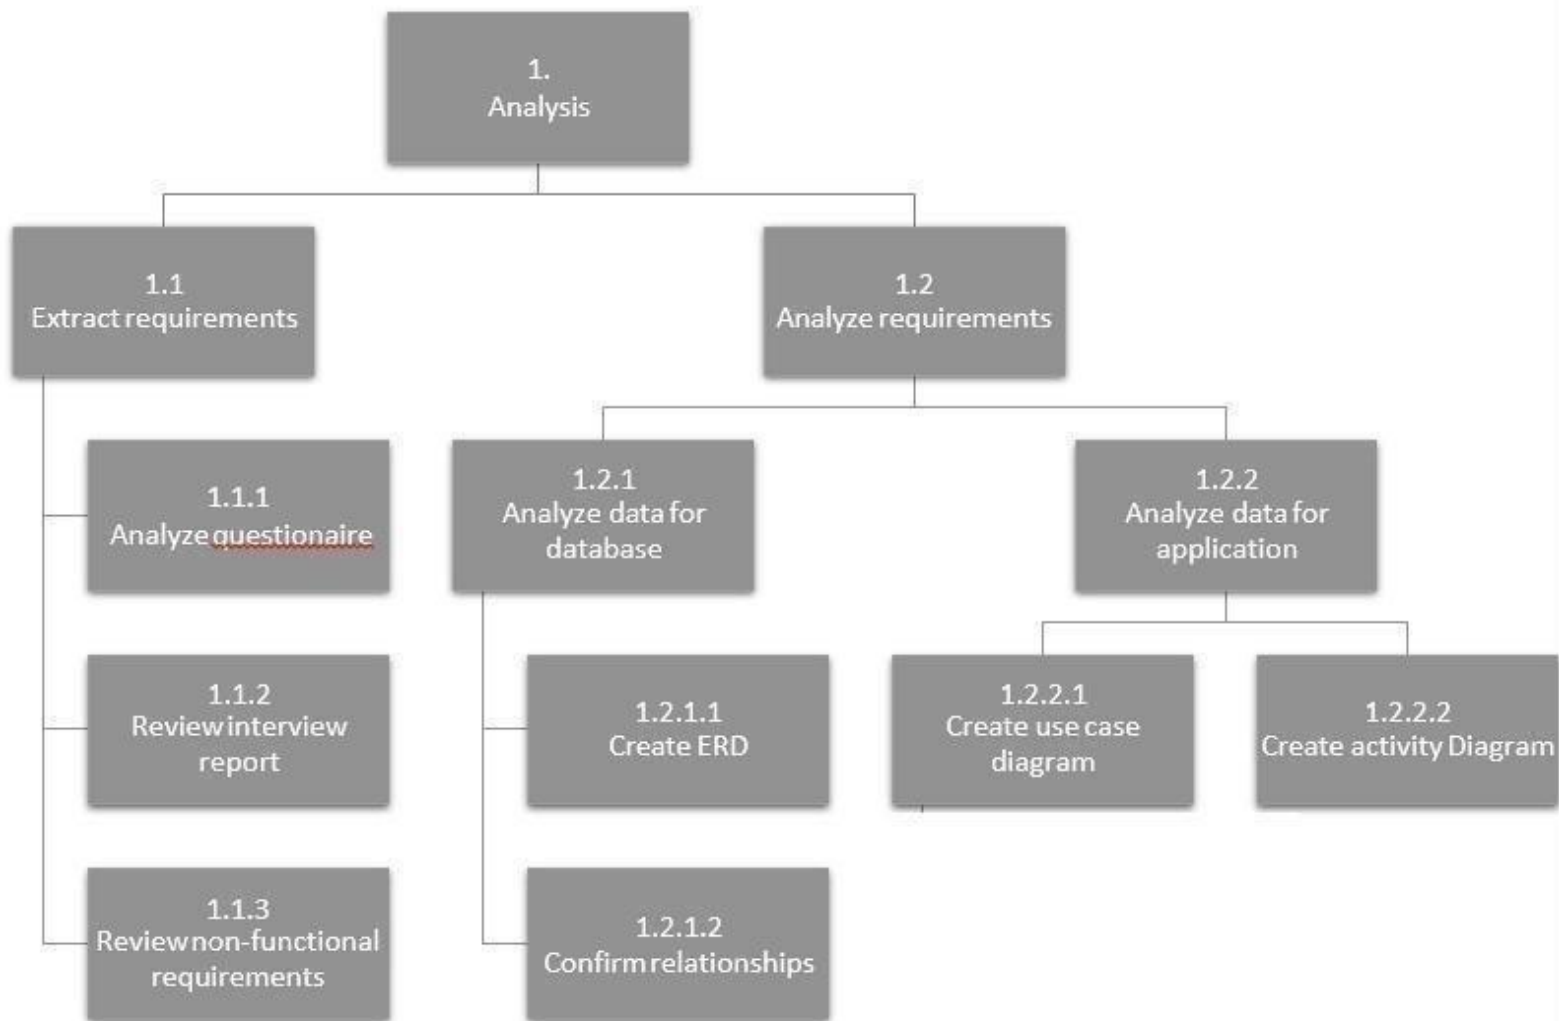 1.
Analysis
1.1
Extract requirements
1.2
Analyze requirements
1.1.1
Analyze questionaire
1.2.1
Analyze data for
database
1.2.2
Analyze data for
application
1.1.2
Review interview
report
1.2.1.1
Create ERD
1.2.2.1
Create use case
diagram
1.2.2.2
Create activity Diagram
1.1.3
Review non-functional
requirements
1.2.1.2
Confirm relationships